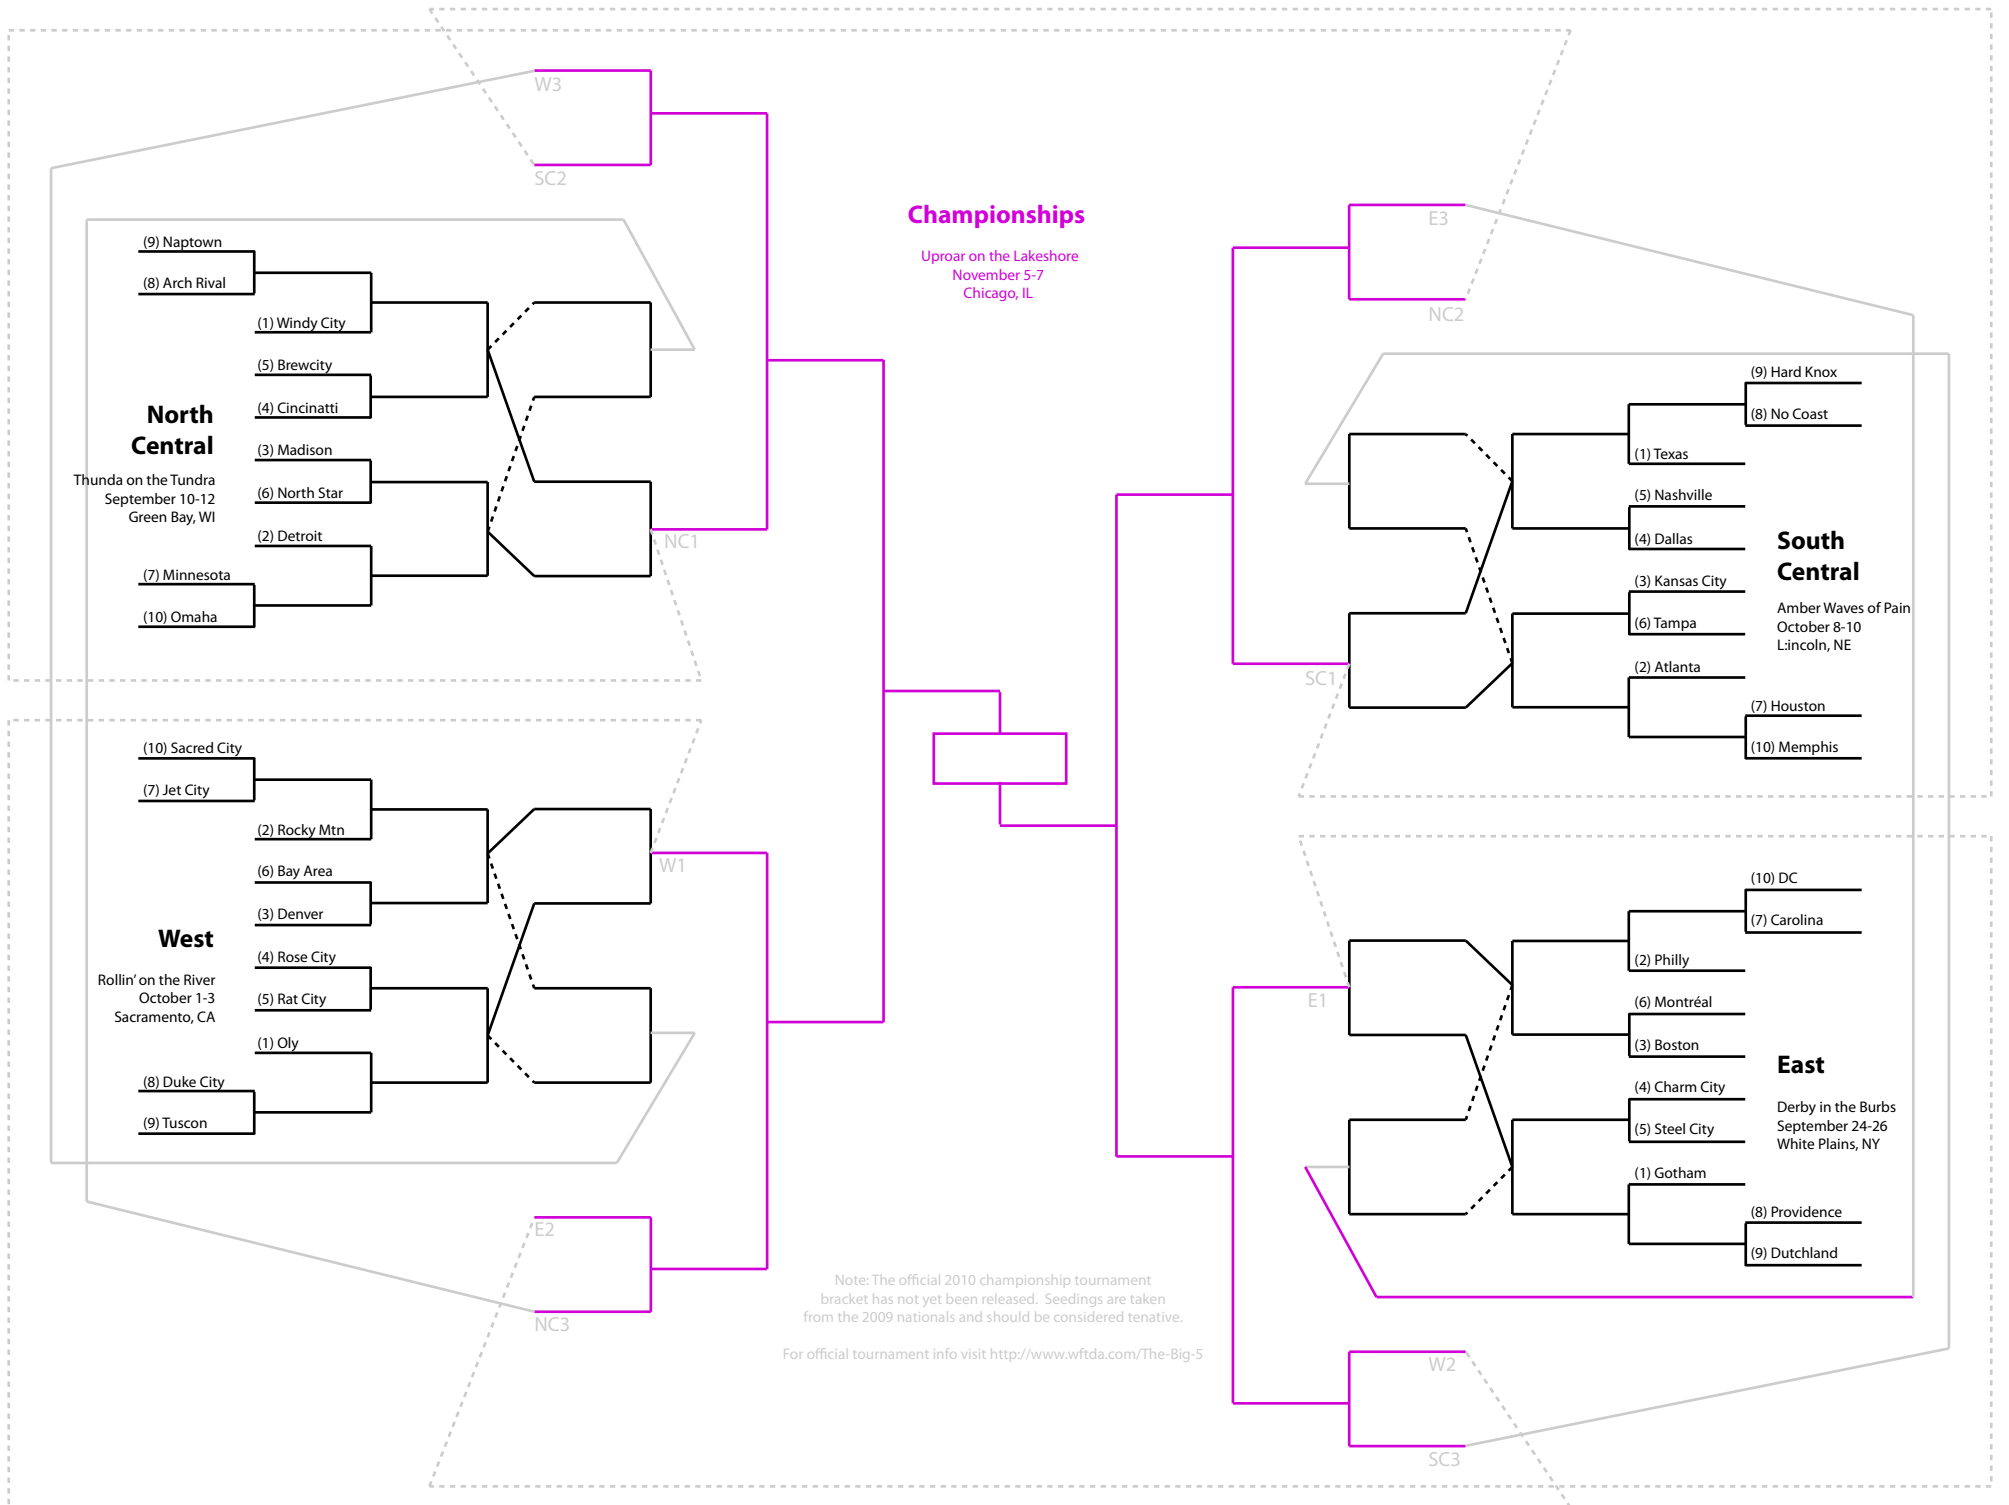 W3
SC2
Championships
Uproar on the Lakeshore
November 5-7
Chicago, IL
E3
NC2
(9) Naptown
(8) Arch Rival
(1) Windy City
(5) Brewcity
(4) Cincinatti
(3) Madison
(6) North Star
(2) Detroit
(7) Minnesota
(10) Omaha
North
Central
Thunda on the Tundra
September 10-12
Green Bay, WI
NC1
(9) Hard Knox
(8) No Coast
(1) Texas
(5) Nashville
(4) Dallas
(3) Kansas City
(6) Tampa
(2) Atlanta
(7) Houston
(10) Memphis
South
Central
Amber Waves of Pain
October 8-10
L:incoln, NE
SC1
(10) Sacred City
(7) Jet City
(2) Rocky Mtn
(6) Bay Area
(3) Denver
(4) Rose City
(5) Rat City
(1) Oly
(8) Duke City
(9) Tuscon
West
Rollin' on the River
October 1-3
Sacramento, CA
W1
(10) DC
(7) Carolina
(2) Philly
(6) Montréal
(3) Boston
(4) Charm City
(5) Steel City
(1) Gotham
(8) Providence
(9) Dutchland
East
Derby in the Burbs
September 24-26
White Plains, NY
E1
E2
NC3
Note: The official 2010 championship tournament
bracket has not yet been released. Seedings are taken
from the 2009 nationals and should be considered tenative.
For official tournament info visit http://www.wftda.com/The-Big-5
W2
SC3